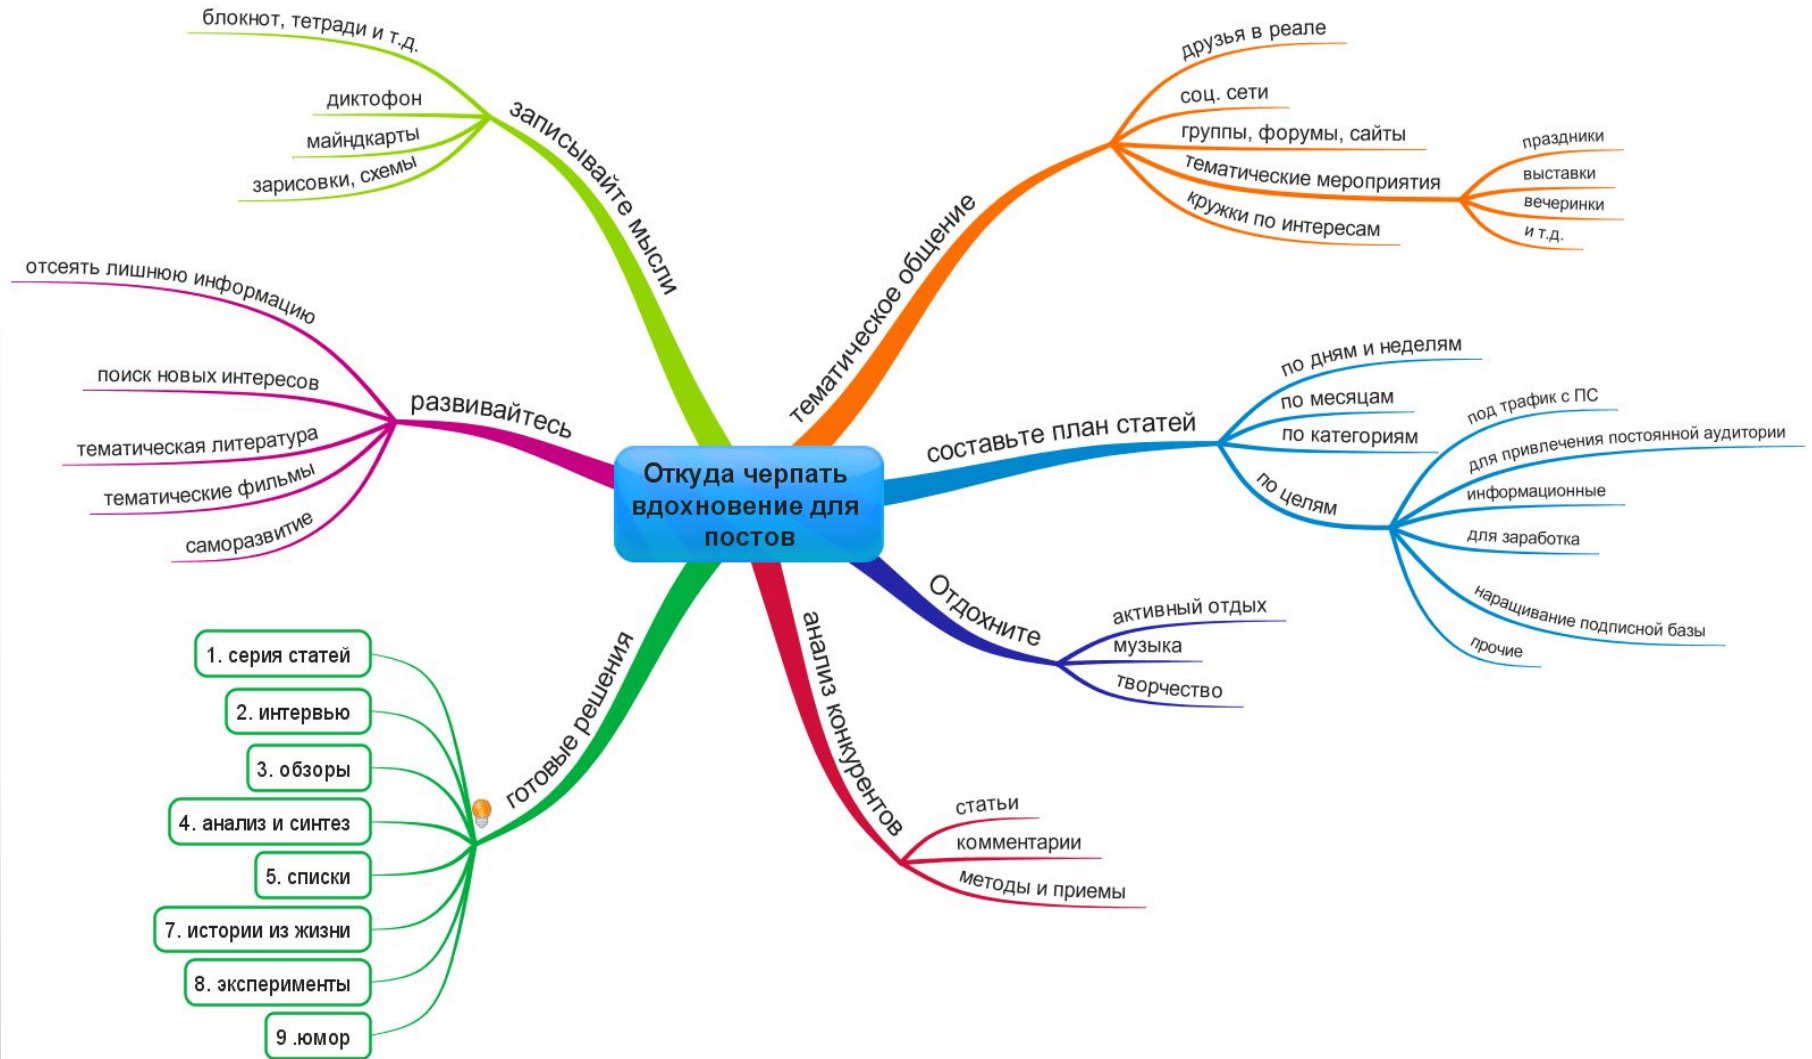 Откуда черпать
вдохновение для
постов
тематическое общение
друзья в реале
соц. сети
группы, форумы, сайты
тематические мероприятия
праздники
выставки
вечеринки
и т.д.
кружки по интересам
составьте план статей
по дням и неделям
по месяцам
по категориям
по целям
под трафик с ПС
для привлечения постоянной аудитории
информационные
для заработка
наращивание подписной базы
прочие
Отдохните
активный отдых
музыка
творчество
анализ конкурентов
статьи
комментарии
методы и приемы
готовые решения
1. серия статей
2. интервью
3. обзоры
4. анализ и синтез
5. списки
7. истории из жизни
8. эксперименты
9 .юмор
развивайтесь
отсеять лишнюю информацию
поиск новых интересов
тематическая литература
тематические фильмы
саморазвитие
записывайте мысли
блокнот, тетради и т.д.
диктофон
майндкарты
зарисовки, схемы